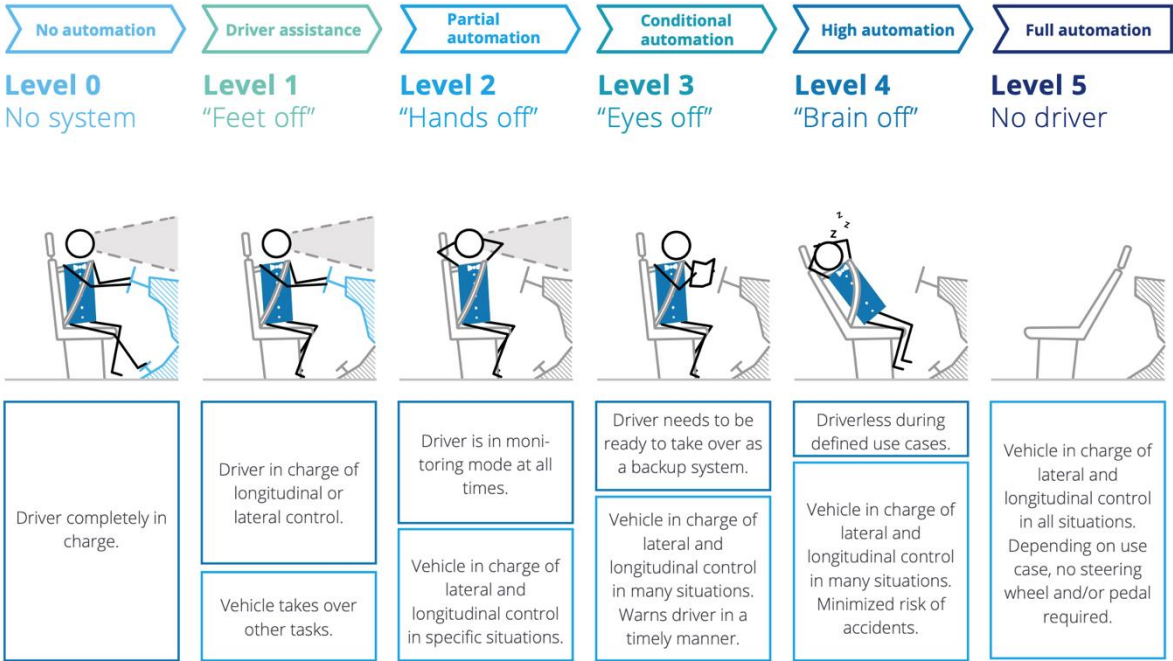 No automation
Driver assistance
Partial
automation
Conditional
automation
High automation
Full automation
Level 0
No system
Level 1
“Feet off”
Level 2
“Hands off”
Level 3
“Eyes off”
Level 4
“Brain off”
Level 5
No driver
z
z
z
Driver completely in
charge.
Driver in charge of
longitudinal or
lateral control.
Vehicle takes over
other tasks.
Driver is in moni-
toring mode at all
times.
Vehicle in charge of
lateral and
longitudinal control
in specific situations.
Driver needs to be
ready to take over as
a backup system.
Vehicle in charge of
lateral and
longitudinal control
in many situations.
Warns driver in a
timely manner.
Driverless during
defined use cases.
Vehicle in charge of
lateral and
longitudinal control
in many situations.
Minimized risk of
accidents.
Vehicle in charge of
lateral and
longitudinal control
in all situations.
Depending on use
case, no steering
wheel and/or pedal
required.